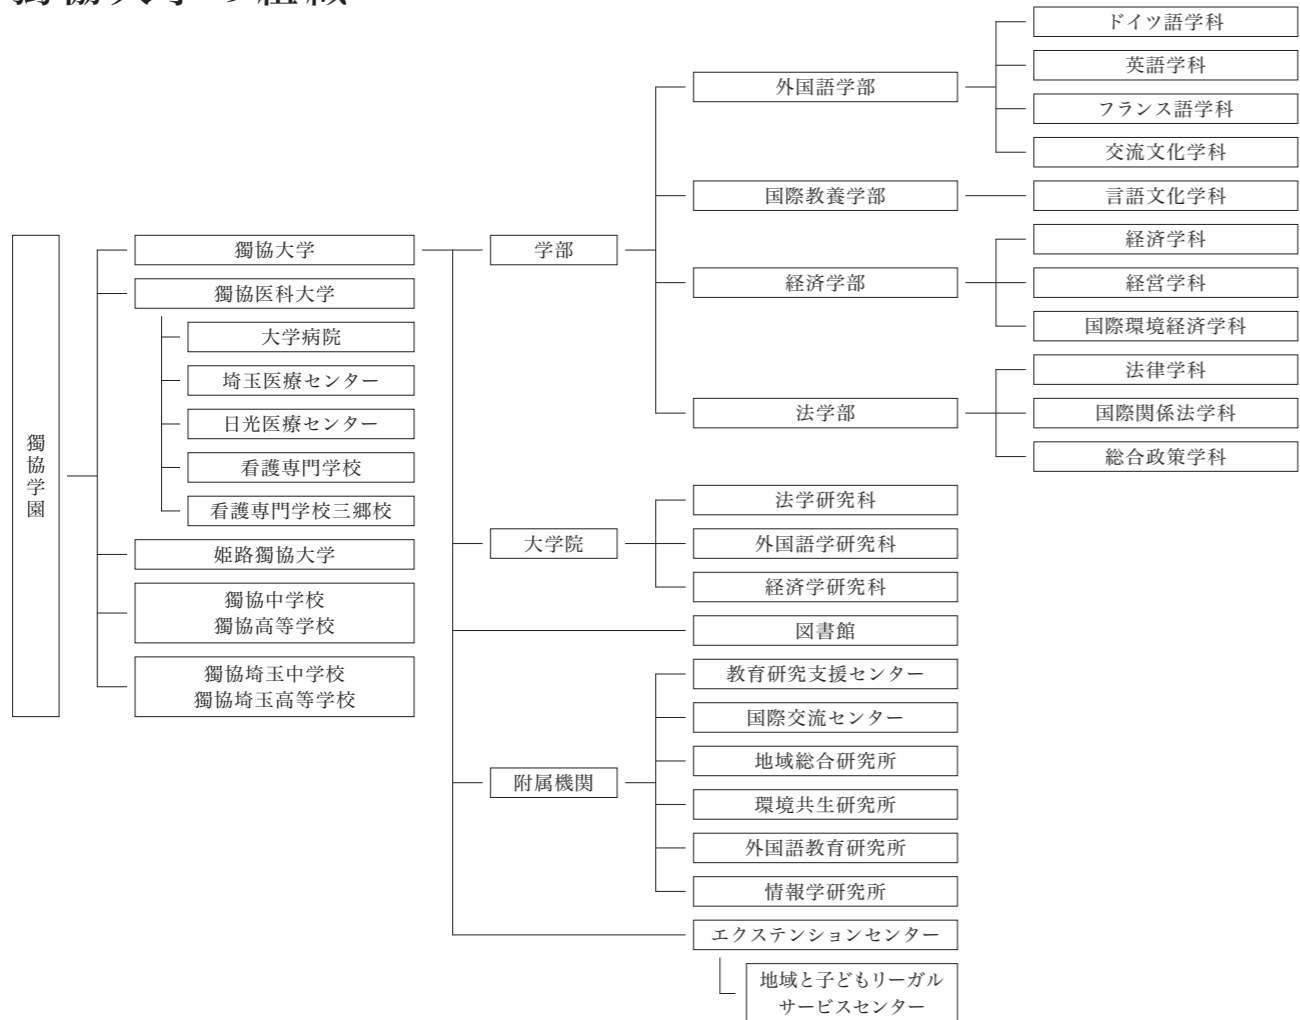 獨協大学の組織
獨協学園
獨協大学
獨協医科大学
大学病院
埼玉医療センター
日光医療センター
看護専門学校
看護専門学校三郷校
姫路獨協大学
獨協中学校
獨協高等学校
獨協埼玉中学校
獨協埼玉高等学校
学部
外国語学部
ドイツ語学科
英語学科
フランス語学科
交流文化学科
国際教養学部
言語文化学科
経済学部
経済学科
経営学科
国際環境経済学科
法学部
法律学科
国際関係法学科
総合政策学科
大学院
法学研究科
外国語学研究科
経済学研究科
図書館
附属機関
教育研究支援センター
国際交流センター
地域総合研究所
環境共生研究所
外国語教育研究所
情報学研究所
エクステンションセンター
地域と子どもリーガル
サービスセンター